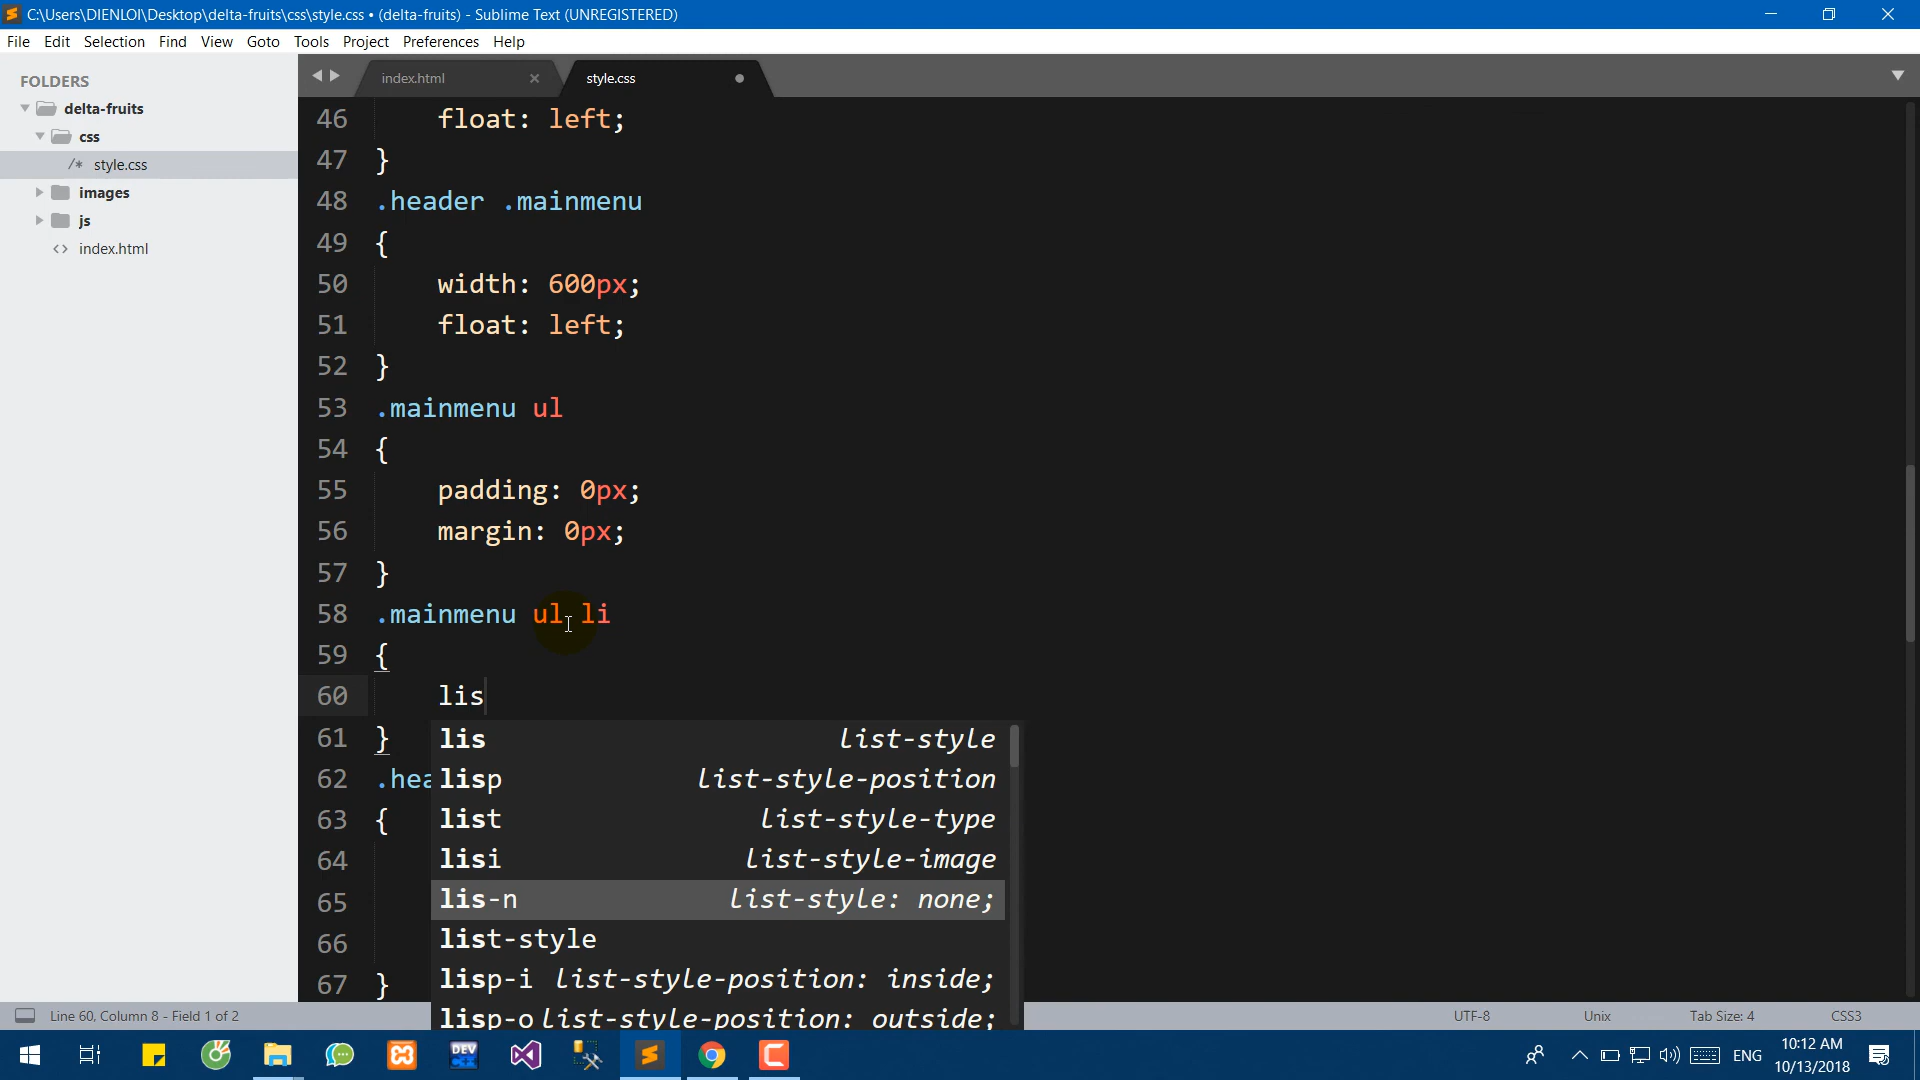 C:\Users\DIENLOI\Desktop\delta-fruits\css\style.css • (delta-fruits) - Sublime Text (UNREGISTERED)
File Edit Selection Find View Goto Tools Project Preferences Help
FOLDERS
delta-fruits
css
/* style.css
images
js
<> index.html
index.html ×
style.css
46 float: left;
47 }
48 .header .mainmenu
49 {
50 width: 600px;
51 float: left;
52 }
53 .mainmenu ul
54 {
55 padding: 0px;
56 margin: 0px;
57 }
58 .mainmenu ul li
59 {
60 lis
61 }
62 .hea
63 {
64
65
66
67 }
lis list-style
lisp list-style-position
list list-style-type
lisi list-style-image
lis-n list-style: none;
list-style
lisp-i list-style-position: inside;
lisp-o list-style-position: outside;
Line 60, Column 8 - Field 1 of 2
UTF-8 Unix Tab Size: 4 CSS3
DEV
ENG
10:12 AM
10/13/2018